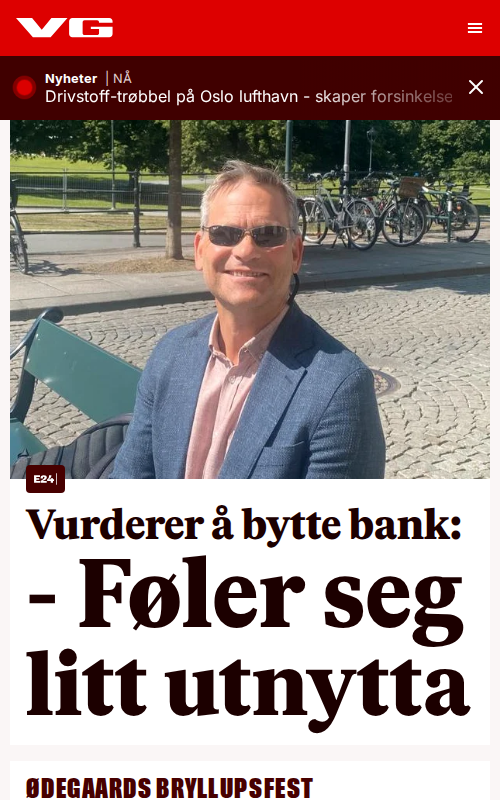 VG
Nyheter | NÅ
Drivstoff-trøbbel på Oslo lufthavn - skaper forsinkelse
E24
Vurderer å bytte bank:
- Føler seg
litt utnytta
ØDEGAARDS BRYLLUPSFEST